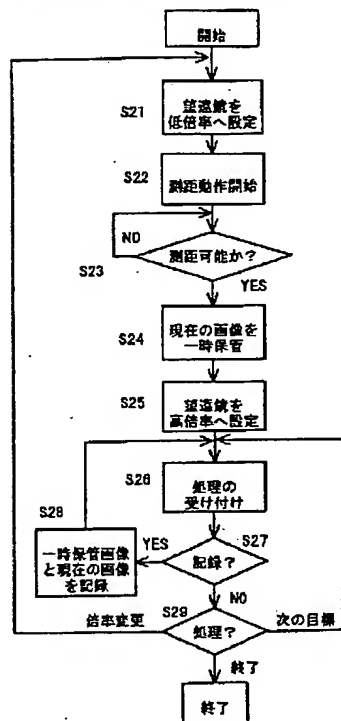 開始
S21
望遠鏡を
低倍率へ設定
S22
測距動作開始
NO
測距可能か?
S23
YES
S24
現在の画像を
一時保管
S25
望遠鏡を
高倍率へ設定
S26
処理の
受け付け
S28
S27
一時保管画像
と現在の画像
を記録
YES
記録?
NO
倍率変更
S29
処理?
次の目標
終了
終了